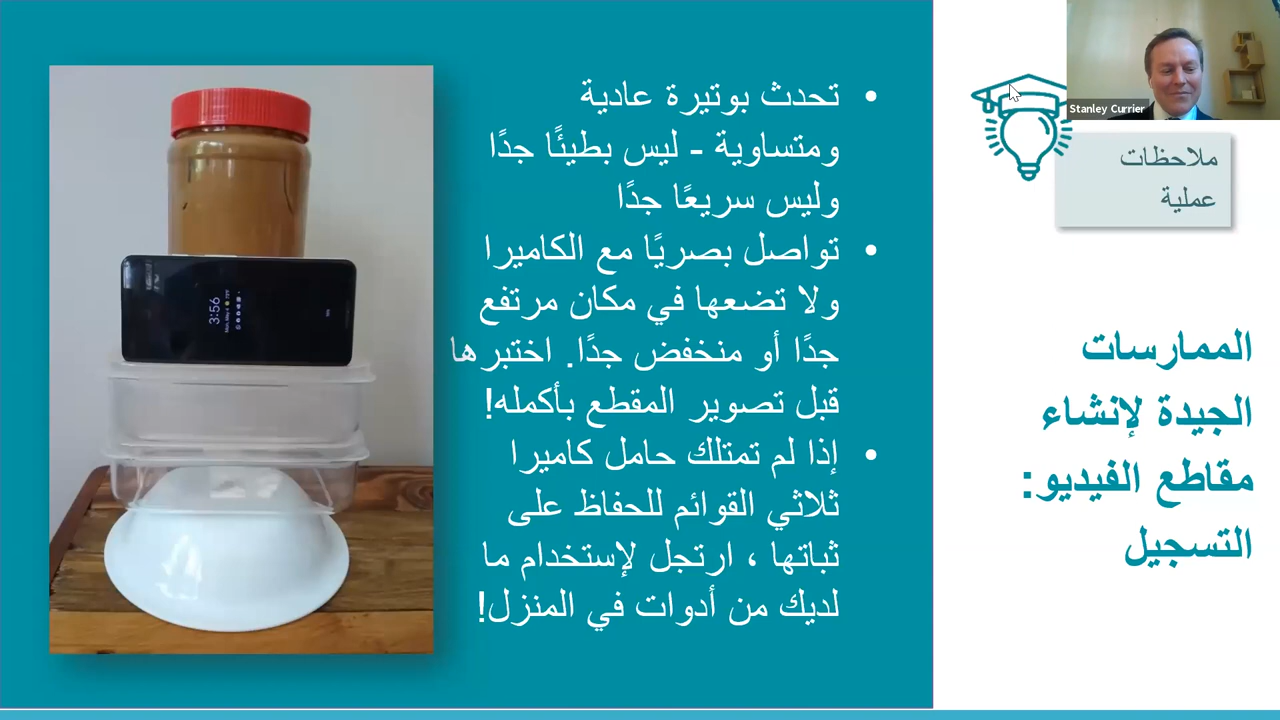 Stanley Currier
ملاحظات
عملية
الممارسات
الجيدة لإنشاء
مقاطع الفيديو:
التسجيل
• تحدث بوتيرة عادية
ومتساوية - ليس بطيئًا جدًا
وليس سريعًا جدًا
• تواصل بصريًا مع الكاميرا
ولا تضعها في مكان مرتفع
جدًا أو منخفض جدًا. اختبرها
قبل تصوير المقطع بأكمله!
• إذا لم تمتلك حامل كاميرا
ثلاثي القوائم للحفاظ على
ثباتها ، ارتجل لإستخدام ما
لديك من أدوات في المنزل!
3:56